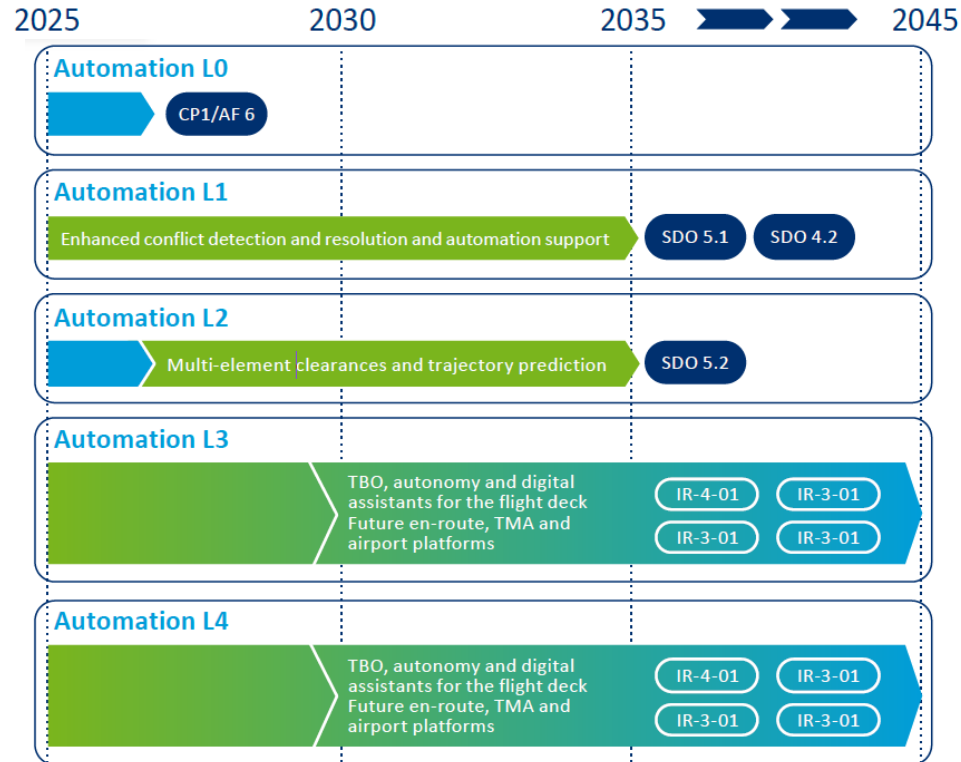 2025 2030 2035 2045
Automation L0
CP1/AF 6
Automation L1
Enhanced conflict detection and resolution and automation support
SDO 5.1 SDO 4.2
Automation L2
Multi-element clearances and trajectory prediction
SDO 5.2
Automation L3
TBO, autonomy and digital
assistants for the flight deck
Future en-route, TMA and
airport platforms
IR-4-01 IR-3-01
IR-3-01 IR-3-01
Automation L4
TBO, autonomy and digital
assistants for the flight deck
Future en-route, TMA and
airport platforms
IR-4-01 IR-3-01
IR-3-01 IR-3-01